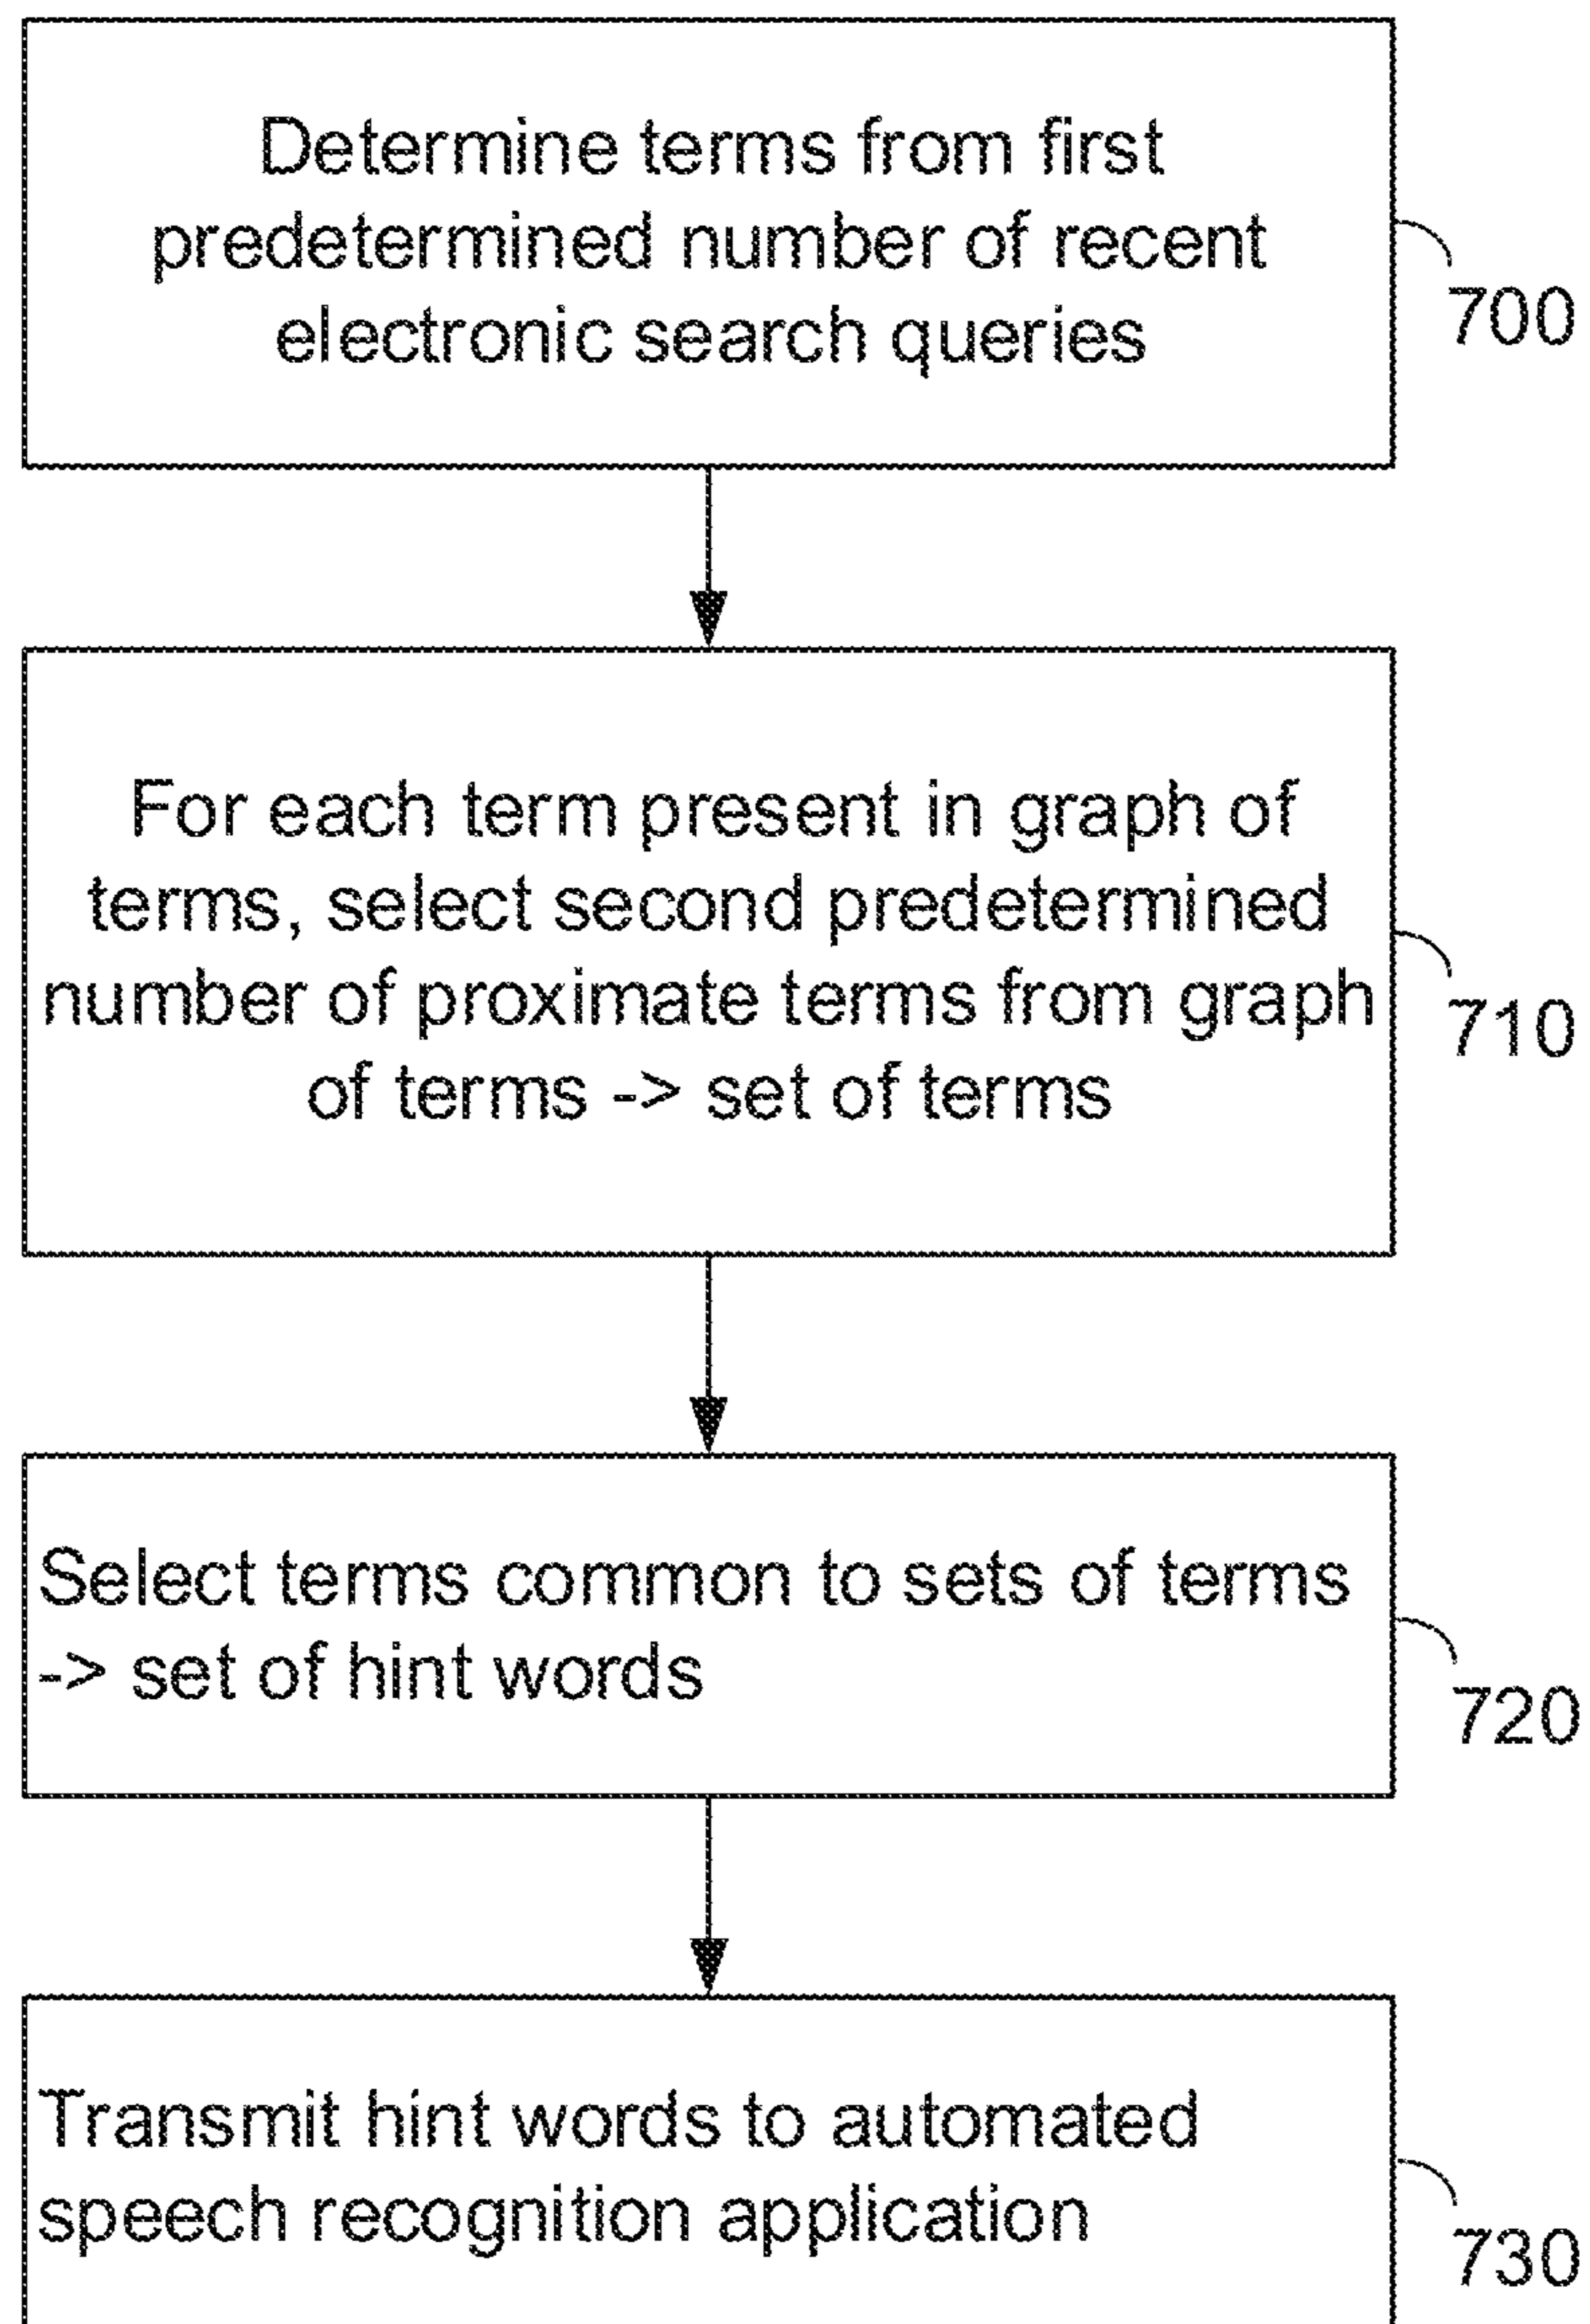 Determine terms from first
predetermined number of recent
electronic search queries
700
For each term present in graph of
terms, select second predetermined
number of proximate terms from graph
of terms -> set of terms
710
Select terms common to sets of terms
-> set of hint words
720
Transmit hint words to automated
speech recognition application
730